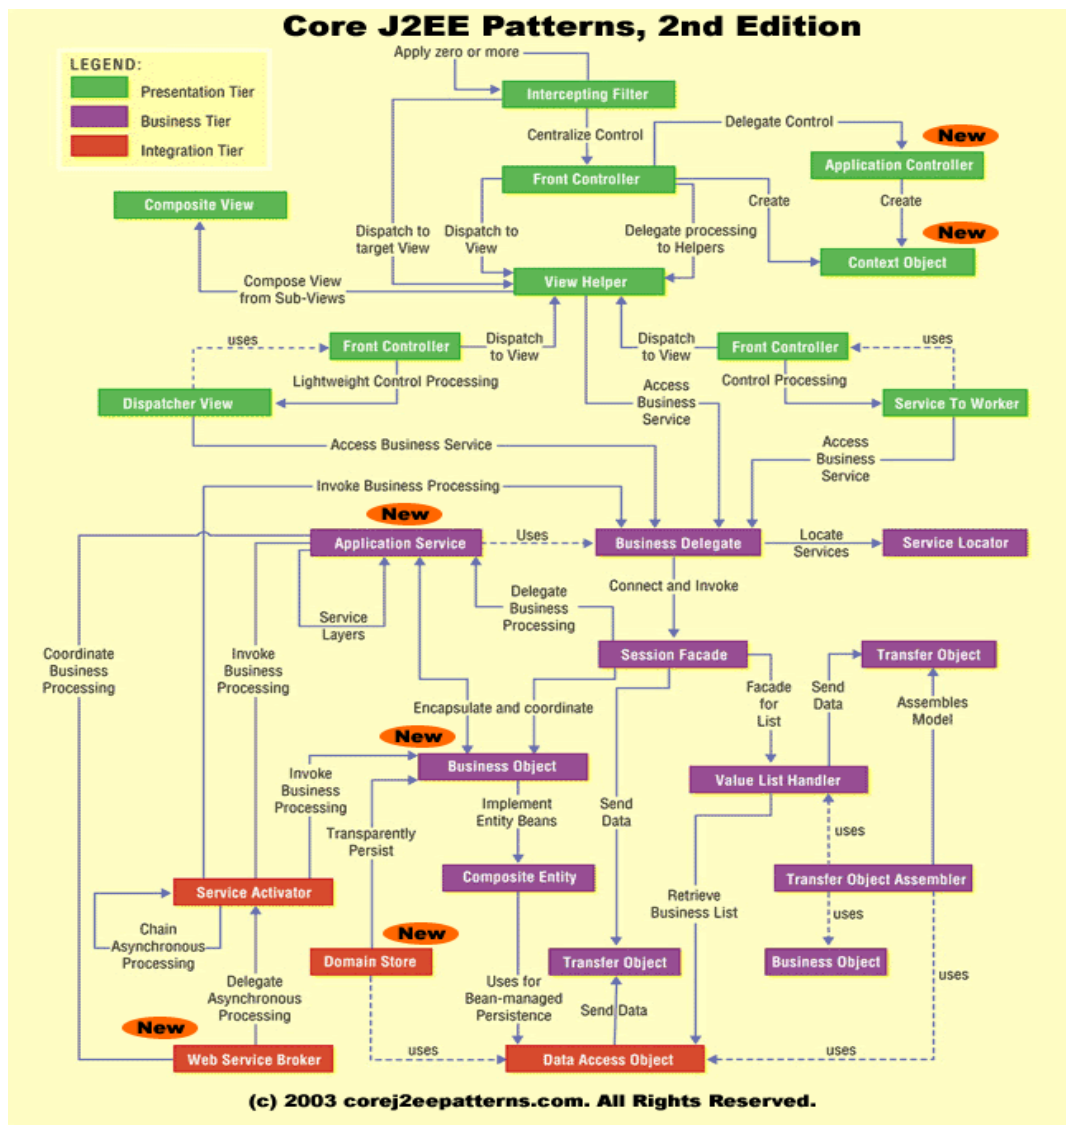 Core J2EE Patterns, 2nd Edition
LEGEND:
Presentation Tier
Business Tier
Integration Tier
Apply zero or more
Intercepting Filter
Centralize Control
Delegate Control
New
Application Controller
Front Controller
Composite View
Create
Create
New
Dispatch to
target View
Dispatch to
View
Delegate processing
to Helpers
Context Object
View Helper
Compose View
from Sub-Views
uses
Front Controller
Dispatch
to View
Dispatch
to View
Front Controller
uses
Lightweight Control Processing
Control Processing
Dispatcher View
Access
Business
Service
Service To Worker
Access Business Service
Access
Business
Service
Invoke Business Processing
New
Application Service
Uses
Business Delegate
Locate
Services
Service Locator
Connect and Invoke
Delegate
Business
Processing
Service
Layers
Coordinate
Business
Processing
Invoke
Business
Processing
Session Facade
Transfer Object
Facade
for
List
Send
Data
Assembles
Model
Encapsulate and coordinate
New
Business Object
Invoke
Business
Processing
Value List Handler
Implement
Entity Beans
Send
Data
Transparently
Persist
uses
Composite Entity
Transfer Object Assembler
Service Activator
Retrieve
Business List
uses
Chain
Asynchronous
Processing
New
Domain Store
Transfer Object
Business Object
Delegate
Asynchronous
Processing
Uses for
Bean-managed
Persistence
uses
Send Data
New
Web Service Broker
uses
Data Access Object
uses
(c) 2003 corej2eepatterns.com. All Rights Reserved.